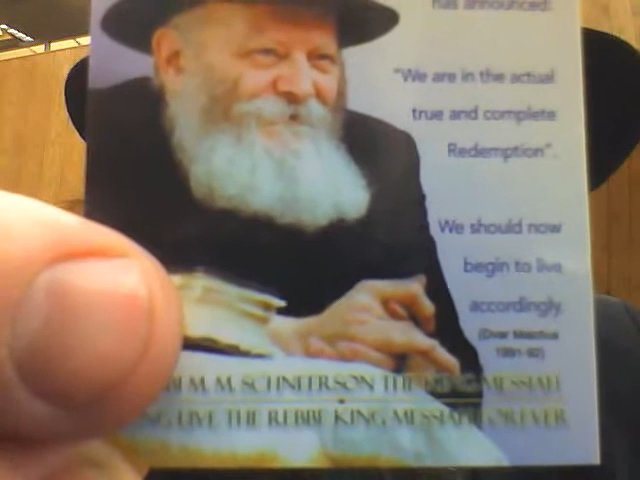 has announced:
"We are in the actual
true and complete
Redemption".
We should now
begin to live
accordingly.
(Dvar Malchus
1991-92)
M. M. SCHNEERSON THE KING MESSIAH
LIVE THE REBBE KING MESSIAH FOREVER